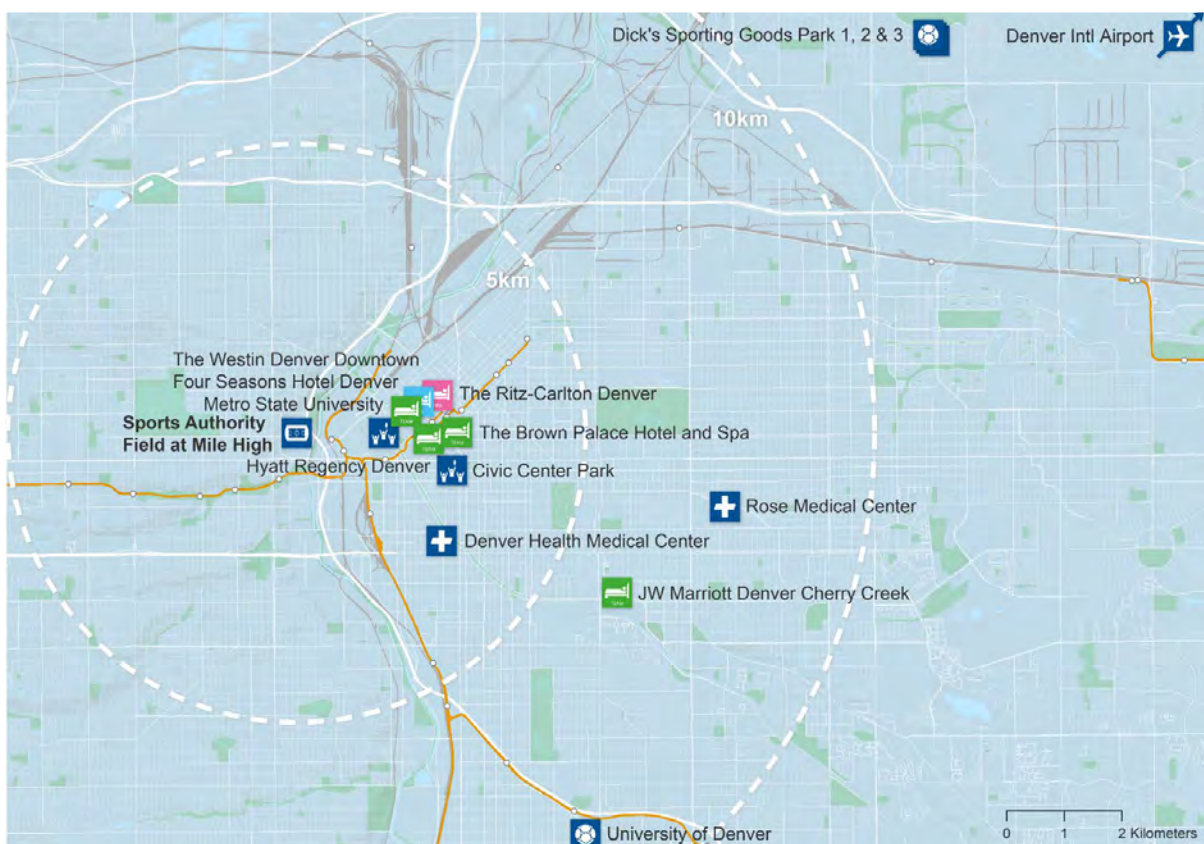 Dick's Sporting Goods Park 1, 2 & 3
Denver Intl Airport
10km
5km
The Westin Denver Downtown
Four Seasons Hotel Denver
The Ritz-Carlton Denver
Metro State University
Sports Authority
Field at Mile High
The Brown Palace Hotel and Spa
Hyatt Regency Denver
Civic Center Park
Rose Medical Center
Denver Health Medical Center
JW Marriott Denver Cherry Creek
University of Denver
0 1 2 Kilometers